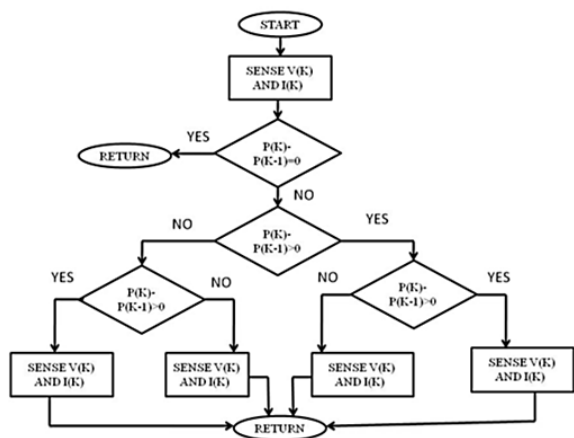 START
SENSE V(K)
AND I(K)
YES
P(K)-
P(K-1)=0
RETURN
NO
NO
P(K)-
P(K-1)>0
YES
YES
P(K)-
P(K-1)>0
NO
NO
P(K)-
P(K-1)>0
YES
SENSE V(K)
AND I(K)
SENSE V(K)
AND I(K)
SENSE V(K)
AND I(K)
SENSE V(K)
AND I(K)
RETURN